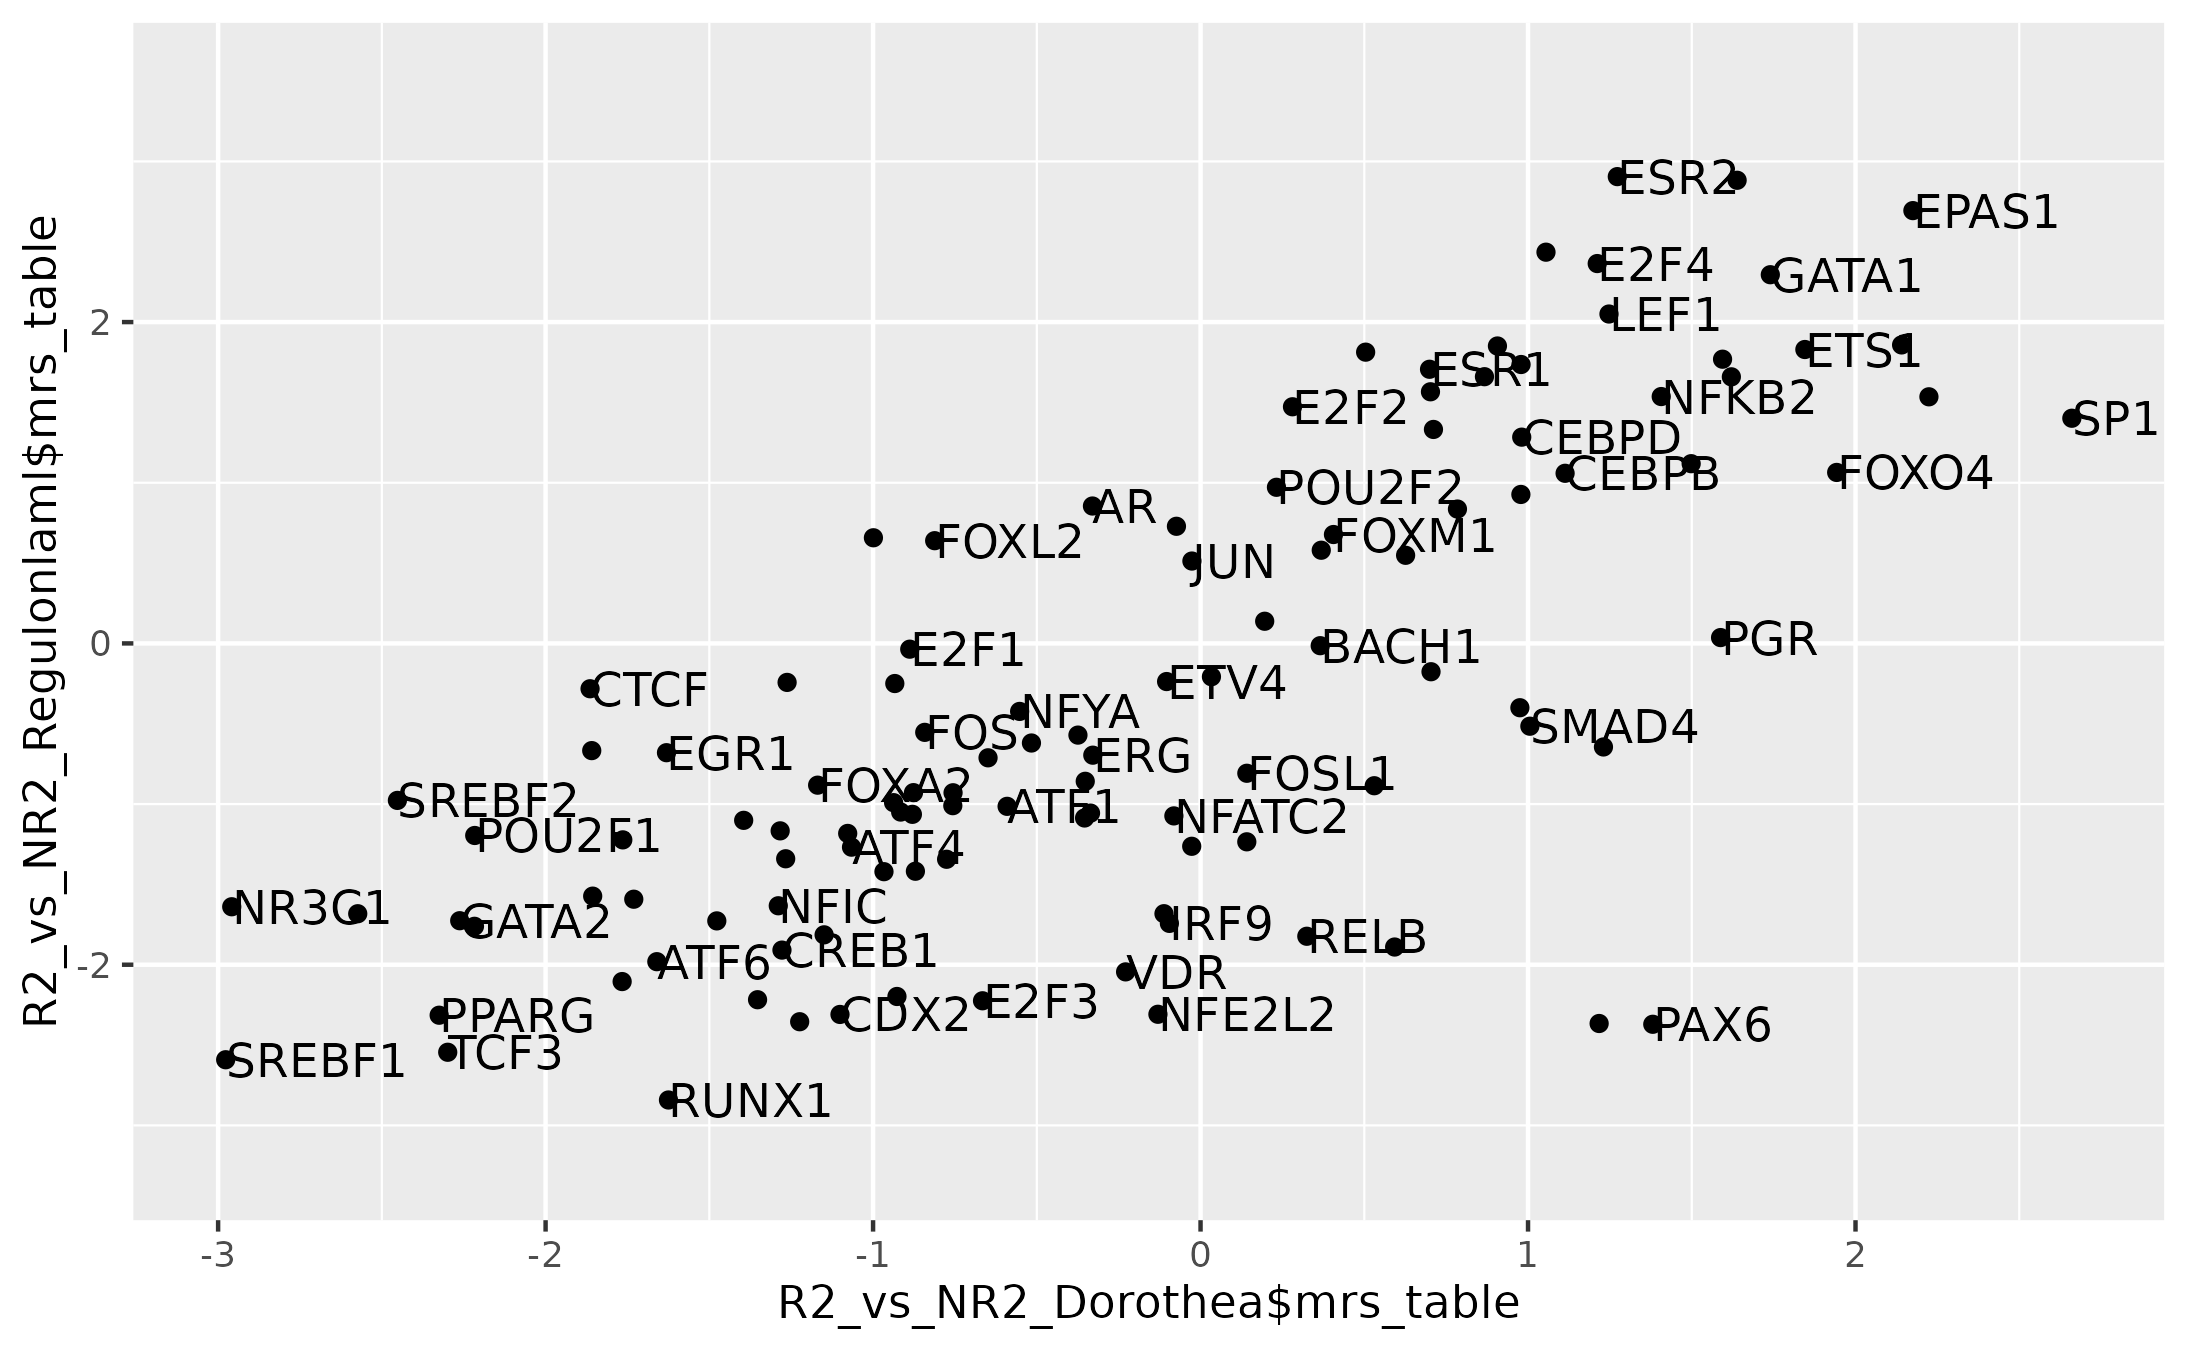 ESR2
EPAS1
E2F4
GATA1
LEF1
ETS1
ESR1
NFKB2
E2F2
SP1
CEBPD
CEBPB
FOXO4
POU2F2
AR
FOXM1
FOXL2
JUN
PGR
BACH1
E2F1
ETV4
CTCF
NFYA
SMAD4
FOS
EGR1
ERG
FOSL1
FOXA2
SREBF2
ATF1
NFATC2
POU2F1
ATF4
NR3C1
NFIC
GATA2
IRF9
RELB
CREB1
ATF6
VDR
E2F3
CDX2
NFE2L2
PPARG
PAX6
TCF3
SREBF1
RUNX1
2
0
-2
-3 -2 -1 0 1 2
R2_vs_NR2_Dorothea$mrs_table
R2_vs_NR2_Regulonlaml$mrs_table